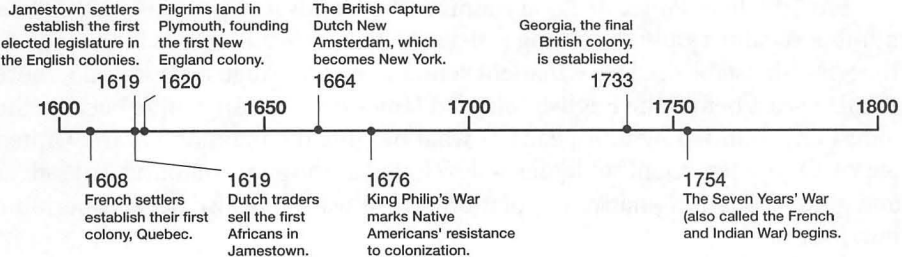 Jamestown settlers
establish the first
elected legislature in
the English colonies.
1619
Pilgrims land in
Plymouth, founding
the first New
England colony.
1620
The British capture
Dutch New
Amsterdam, which
becomes New York.
1664
Georgia, the final
British colony,
is established.
1733
1600
1650
1700
1750
1800
1608
French settlers
establish their first
colony, Quebec.
1619
Dutch traders
sell the first
Africans in
Jamestown.
1676
King Philip's War
marks Native
Americans' resistance
to colonization.
1754
The Seven Years' War
(also called the French
and Indian War) begins.